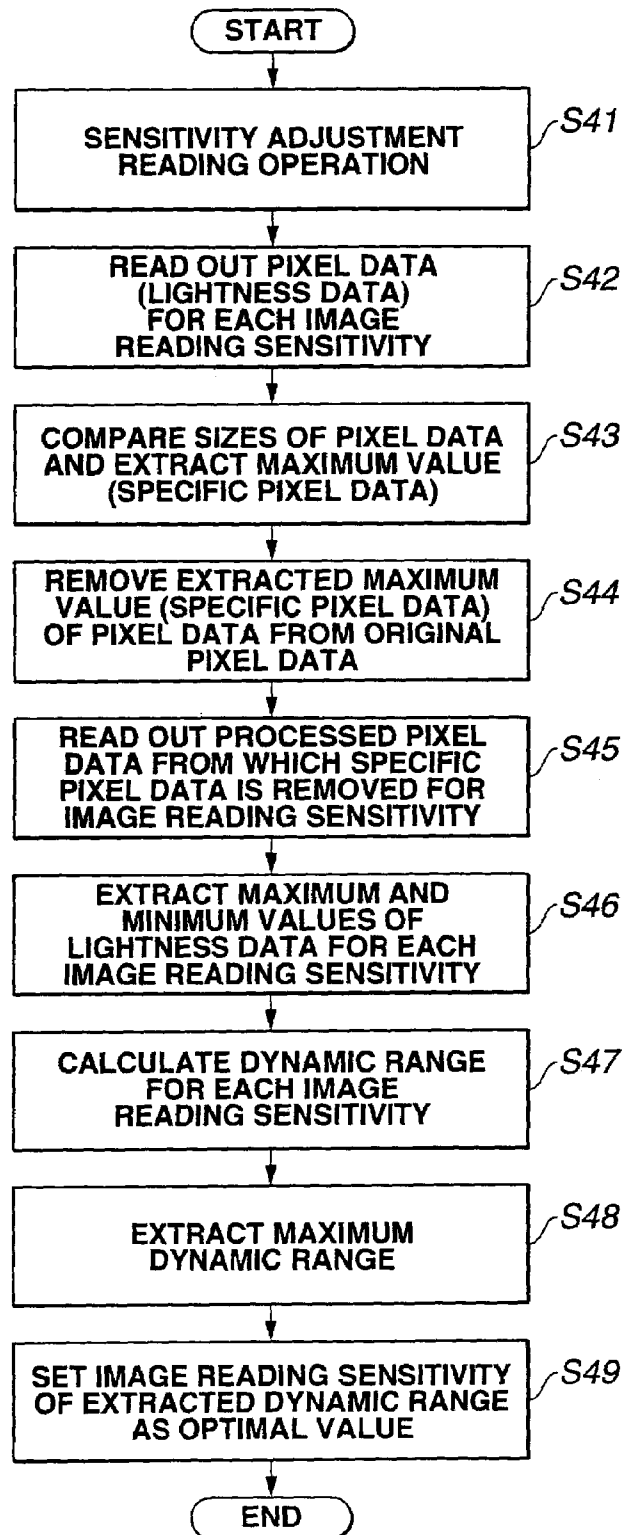 START
SENSITIVITY ADJUSTMENT
READING OPERATION
S41
READ OUT PIXEL DATA
(LIGHTNESS DATA)
FOR EACH IMAGE
READING SENSITIVITY
S42
COMPARE SIZES OF PIXEL DATA
AND EXTRACT MAXIMUM VALUE
(SPECIFIC PIXEL DATA)
S43
REMOVE EXTRACTED MAXIMUM
VALUE (SPECIFIC PIXEL DATA)
OF PIXEL DATA FROM ORIGINAL
PIXEL DATA
S44
READ OUT PROCESSED PIXEL
DATA FROM WHICH SPECIFIC
PIXEL DATA IS REMOVED FOR
IMAGE READING SENSITIVITY
S45
EXTRACT MAXIMUM AND
MINIMUM VALUES OF
LIGHTNESS DATA FOR EACH
IMAGE READING SENSITIVITY
S46
CALCULATE DYNAMIC RANGE
FOR EACH IMAGE
READING SENSITIVITY
S47
EXTRACT MAXIMUM
DYNAMIC RANGE
S48
SET IMAGE READING SENSITIVITY
OF EXTRACTED DYNAMIC RANGE
AS OPTIMAL VALUE
S49
END